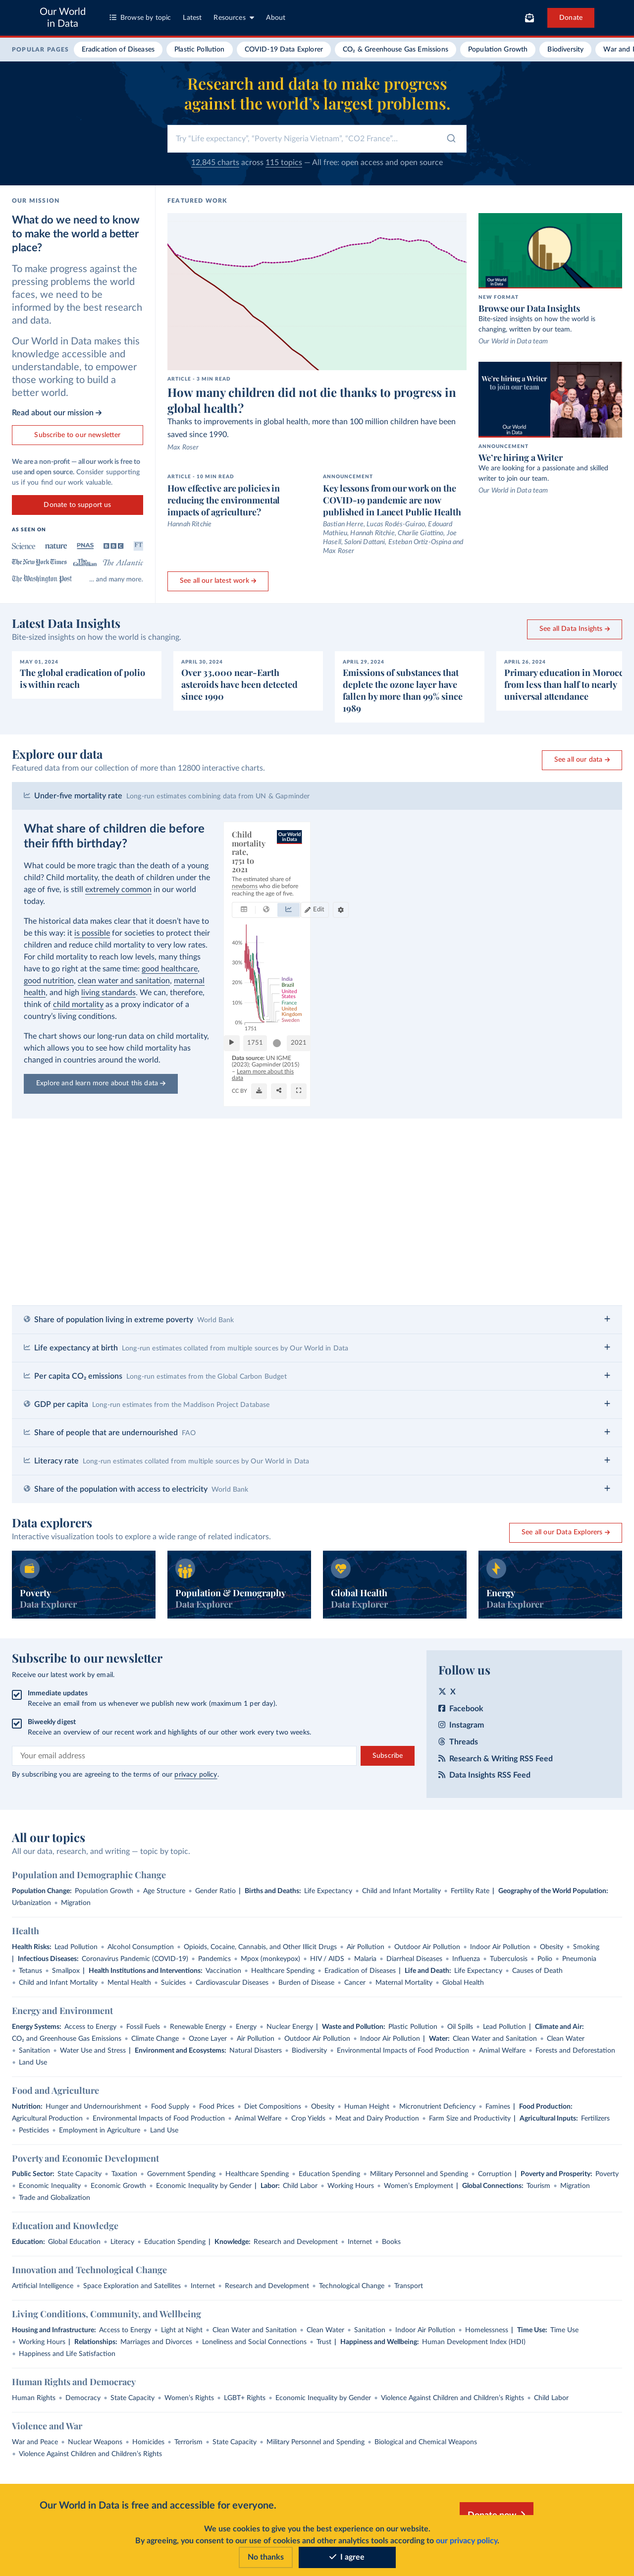 Our World
in Data
Browse by topic
Latest
Resources
About
Donate
POPULAR PAGES
Eradication of Diseases
Plastic Pollution
COVID-19 Data Explorer
CO₂ & Greenhouse Gas Emissions
Population Growth
Biodiversity
War and
Research and data to make progress
against the world's largest problems.
Try "Life expectancy", "Poverty Nigeria Vietnam", "CO2 France"...
12,845 charts across 115 topics — All free: open access and open source
OUR MISSION
What do we need to know
to make the world a better
place?
To make progress against the
pressing problems the world
faces, we need to be
informed by the best research
and data.
Our World in Data makes this
knowledge accessible and
understandable, to empower
those working to build a
better world.
Read about our mission →
Subscribe to our newsletter
We are a non-profit — all our work is free to
use and open source. Consider supporting
us if you find our work valuable.
Donate to support us
AS SEEN ON
Science
nature
PNAS
BBC
FT
The New York Times
The Guardian
The Atlantic
The Washington Post
... and many more.
FEATURED WORK
ARTICLE · 3 MIN READ
How many children did not die thanks to progress in
global health?
Thanks to improvements in global health, more than 100 million children have been
saved since 1990.
Max Roser
ARTICLE · 10 MIN READ
How effective are policies in
reducing the environmental
impacts of agriculture?
Hannah Ritchie
ANNOUNCEMENT
Key lessons from our work on the
COVID-19 pandemic are now
published in Lancet Public Health
Bastian Herre, Lucas Rodés-Guirao, Edouard
Mathieu, Hannah Ritchie, Charlie Giattino, Joe
Hasell, Saloni Dattani, Esteban Ortiz-Ospina and
Max Roser
See all our latest work →
Our World
in Data
NEW FORMAT
Browse our Data Insights
Bite-sized insights on how the world is
changing, written by our team.
Our World in Data team
We're hiring a Writer
to join our team
Our World
in Data
ANNOUNCEMENT
We're hiring a Writer
We are looking for a passionate and skilled
writer to join our team.
Our World in Data team
Latest Data Insights
Bite-sized insights on how the world is changing.
See all Data Insights →
MAY 01, 2024
The global eradication of polio
is within reach
APRIL 30, 2024
Over 33,000 near-Earth
asteroids have been detected
since 1990
APRIL 29, 2024
Emissions of substances that
deplete the ozone layer have
fallen by more than 99% since
1989
APRIL 26, 2024
Primary education in Moroc
from less than half to nearly
universal attendance
Explore our data
Featured data from our collection of more than 12800 interactive charts.
See all our data →
Under-five mortality rate Long-run estimates combining data from UN & Gapminder
What share of children die before
their fifth birthday?
What could be more tragic than the death of a young
child? Child mortality, the death of children under the
age of five, is still extremely common in our world
today.
The historical data makes clear that it doesn't have to
be this way: it is possible for societies to protect their
children and reduce child mortality to very low rates.
For child mortality to reach low levels, many things
have to go right at the same time: good healthcare,
good nutrition, clean water and sanitation, maternal
health, and high living standards. We can, therefore,
think of child mortality as a proxy indicator of a
country's living conditions.
The chart shows our long-run data on child mortality,
which allows you to see how child mortality has
changed in countries around the world.
Explore and learn more about this data →
Child
mortality
rate,
1751 to
2021
Our World
in Data
The estimated share of
newborns who die before
reaching the age of five.
Edit
40%
30%
20%
10%
0%
1751
India
Brazil
United
States
France
United
Kingdom
Sweden
1751
2021
Data source: UN IGME
(2023); Gapminder (2015)
– Learn more about this
data
CC BY
Share of population living in extreme poverty World Bank
Life expectancy at birth Long-run estimates collated from multiple sources by Our World in Data
Per capita CO₂ emissions Long-run estimates from the Global Carbon Budget
GDP per capita Long-run estimates from the Maddison Project Database
Share of people that are undernourished FAO
Literacy rate Long-run estimates collated from multiple sources by Our World in Data
Share of the population with access to electricity World Bank
Data explorers
Interactive visualization tools to explore a wide range of related indicators.
See all our Data Explorers →
Poverty
Data Explorer
Population & Demography
Data Explorer
Global Health
Data Explorer
Energy
Data Explorer
Subscribe to our newsletter
Receive our latest work by email.
Immediate updates
Receive an email from us whenever we publish new work (maximum 1 per day).
Biweekly digest
Receive an overview of our recent work and highlights of our other work every two weeks.
Your email address
Subscribe
By subscribing you are agreeing to the terms of our privacy policy.
Follow us
X
Facebook
Instagram
Threads
Research & Writing RSS Feed
Data Insights RSS Feed
All our topics
All our data, research, and writing — topic by topic.
Population and Demographic Change
Population Change: Population Growth • Age Structure • Gender Ratio | Births and Deaths: Life Expectancy • Child and Infant Mortality • Fertility Rate | Geography of the World Population:
Urbanization • Migration
Health
Health Risks: Lead Pollution • Alcohol Consumption • Opioids, Cocaine, Cannabis, and Other Illicit Drugs • Air Pollution • Outdoor Air Pollution • Indoor Air Pollution • Obesity • Smoking
| Infectious Diseases: Coronavirus Pandemic (COVID-19) • Pandemics • Mpox (monkeypox) • HIV / AIDS • Malaria • Diarrheal Diseases • Influenza • Tuberculosis • Polio • Pneumonia
• Tetanus • Smallpox | Health Institutions and Interventions: Vaccination • Healthcare Spending • Eradication of Diseases | Life and Death: Life Expectancy • Causes of Death
• Child and Infant Mortality • Mental Health • Suicides • Cardiovascular Diseases • Burden of Disease • Cancer • Maternal Mortality • Global Health
Energy and Environment
Energy Systems: Access to Energy • Fossil Fuels • Renewable Energy • Energy • Nuclear Energy | Waste and Pollution: Plastic Pollution • Oil Spills • Lead Pollution | Climate and Air:
CO₂ and Greenhouse Gas Emissions • Climate Change • Ozone Layer • Air Pollution • Outdoor Air Pollution • Indoor Air Pollution | Water: Clean Water and Sanitation • Clean Water
• Sanitation • Water Use and Stress | Environment and Ecosystems: Natural Disasters • Biodiversity • Environmental Impacts of Food Production • Animal Welfare • Forests and Deforestation
• Land Use
Food and Agriculture
Nutrition: Hunger and Undernourishment • Food Supply • Food Prices • Diet Compositions • Obesity • Human Height • Micronutrient Deficiency • Famines | Food Production:
Agricultural Production • Environmental Impacts of Food Production • Animal Welfare • Crop Yields • Meat and Dairy Production • Farm Size and Productivity | Agricultural Inputs: Fertilizers
• Pesticides • Employment in Agriculture • Land Use
Poverty and Economic Development
Public Sector: State Capacity • Taxation • Government Spending • Healthcare Spending • Education Spending • Military Personnel and Spending • Corruption | Poverty and Prosperity: Poverty
• Economic Inequality • Economic Growth • Economic Inequality by Gender | Labor: Child Labor • Working Hours • Women's Employment | Global Connections: Tourism • Migration
• Trade and Globalization
Education and Knowledge
Education: Global Education • Literacy • Education Spending | Knowledge: Research and Development • Internet • Books
Innovation and Technological Change
Artificial Intelligence • Space Exploration and Satellites • Internet • Research and Development • Technological Change • Transport
Living Conditions, Community, and Wellbeing
Housing and Infrastructure: Access to Energy • Light at Night • Clean Water and Sanitation • Clean Water • Sanitation • Indoor Air Pollution • Homelessness | Time Use: Time Use
• Working Hours | Relationships: Marriages and Divorces • Loneliness and Social Connections • Trust | Happiness and Wellbeing: Human Development Index (HDI)
• Happiness and Life Satisfaction
Human Rights and Democracy
Human Rights • Democracy • State Capacity • Women's Rights • LGBT+ Rights • Economic Inequality by Gender • Violence Against Children and Children's Rights • Child Labor
Violence and War
War and Peace • Nuclear Weapons • Homicides • Terrorism • State Capacity • Military Personnel and Spending • Biological and Chemical Weapons
• Violence Against Children and Children's Rights
Our World in Data is free and accessible for everyone.
Donate now
We use cookies to give you the best experience on our website.
By agreeing, you consent to our use of cookies and other analytics tools according to our privacy policy.
No thanks
I agree